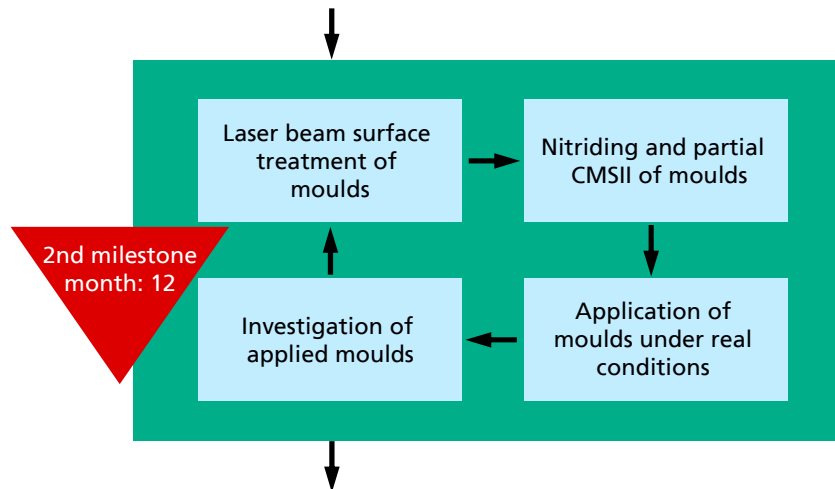 Laser beam surface
treatment of
moulds
Nitriding and partial
CMSII of moulds
2nd milestone
month: 12
Investigation of
applied moulds
Application of
moulds under real
conditions